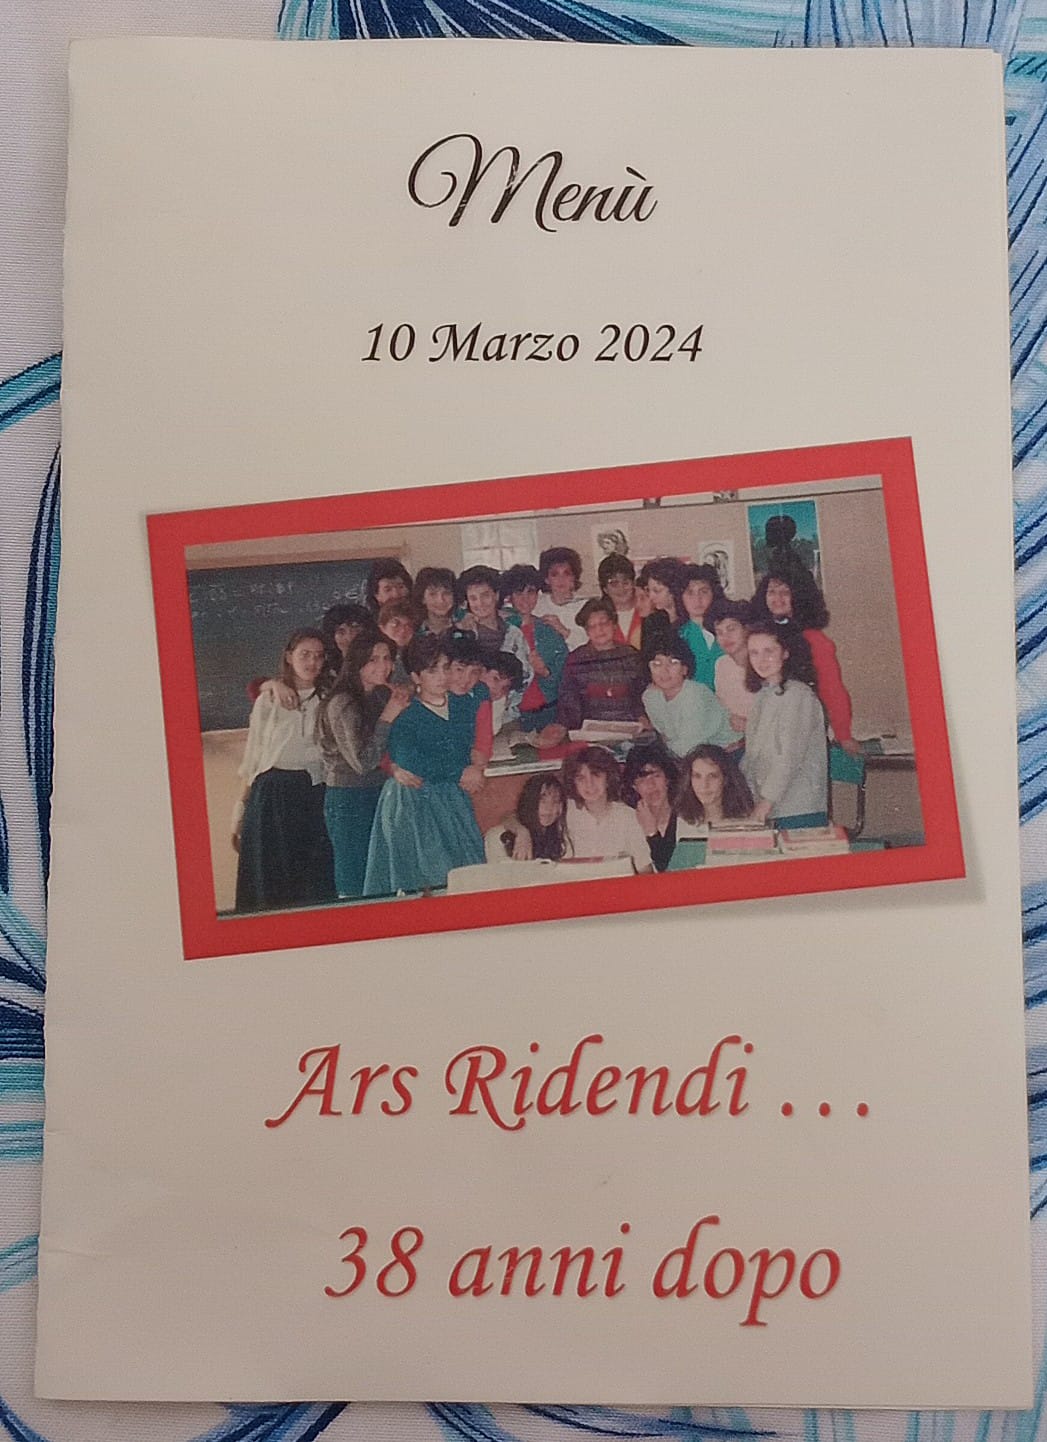 Menù
10 Marzo 2024
Ars Ridendi ...
38 anni dopo